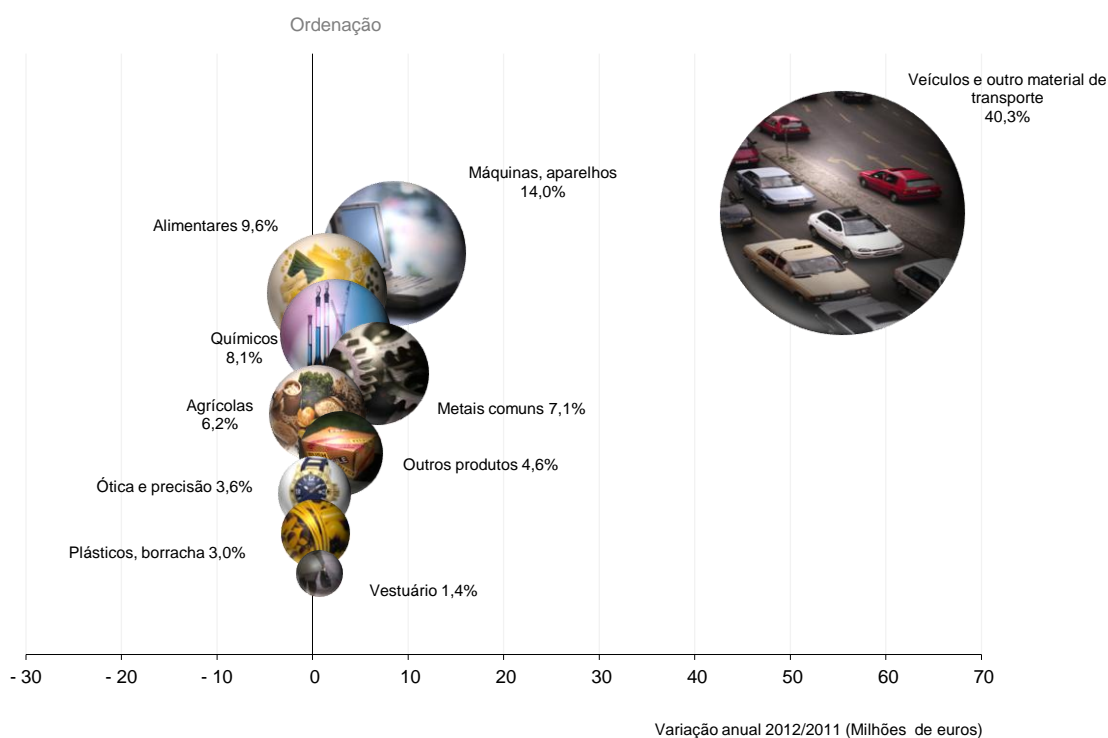 Ordenação
Veículos e outro material de
transporte
40,3%
Máquinas, aparelhos
14,0%
Alimentares 9,6%
Químicos
8,1%
Agrícolas
6,2%
Metais comuns 7,1%
Outros produtos 4,6%
Ótica e precisão 3,6%
Plásticos, borracha 3,0%
Vestuário 1,4%
- 30 - 20 - 10 0 10 20 30 40 50 60 70
Variação anual 2012/2011 (Milhões de euros)